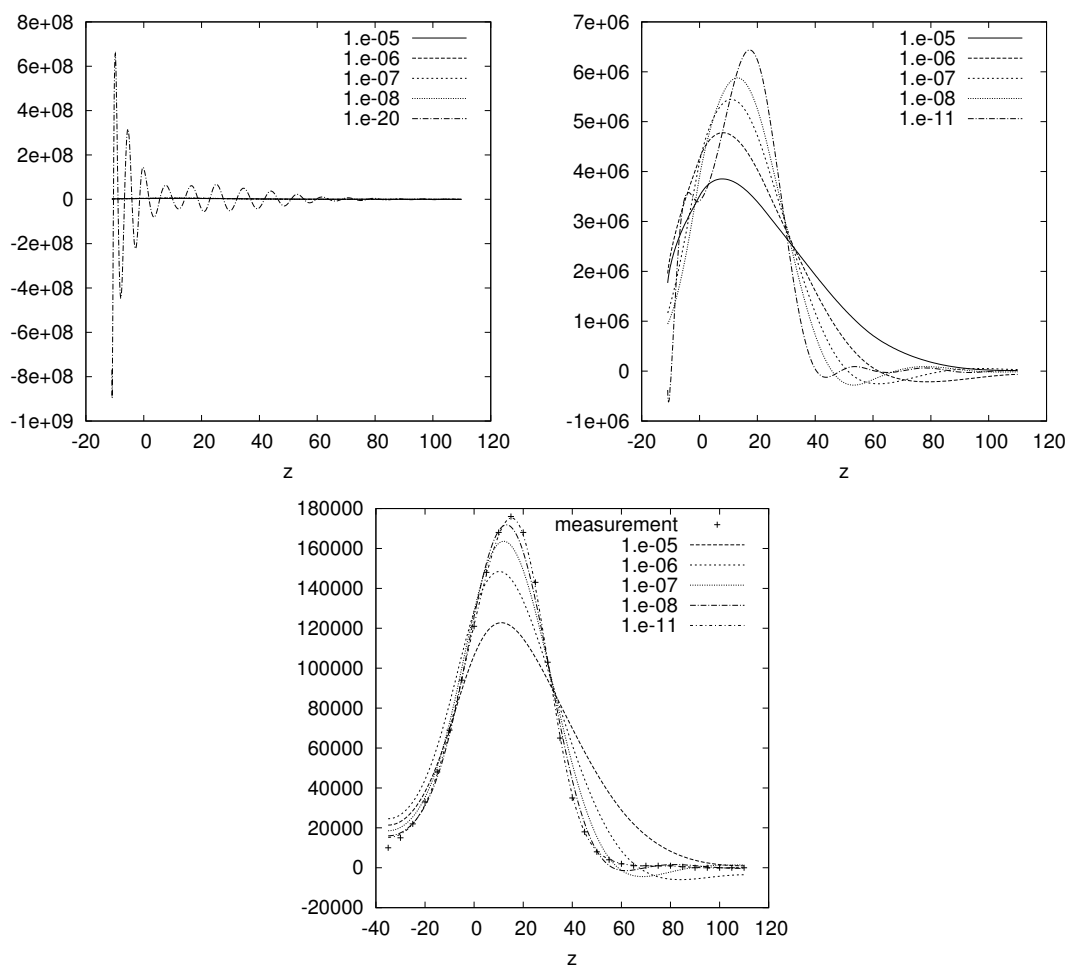 8e+08
6e+08
4e+08
2e+08
0
-2e+08
-4e+08
-6e+08
-8e+08
-1e+09
-20 0 20 40 60 80 100 120
z
1.e-05
1.e-06
1.e-07
1.e-08
1.e-20
7e+06
6e+06
5e+06
4e+06
3e+06
2e+06
1e+06
0
-1e+06
-20 0 20 40 60 80 100 120
z
1.e-05
1.e-06
1.e-07
1.e-08
1.e-11
180000
160000
140000
120000
100000
80000
60000
40000
20000
0
-20000
-40 -20 0 20 40 60 80 100 120
z
measurement
1.e-05
1.e-06
1.e-07
1.e-08
1.e-11